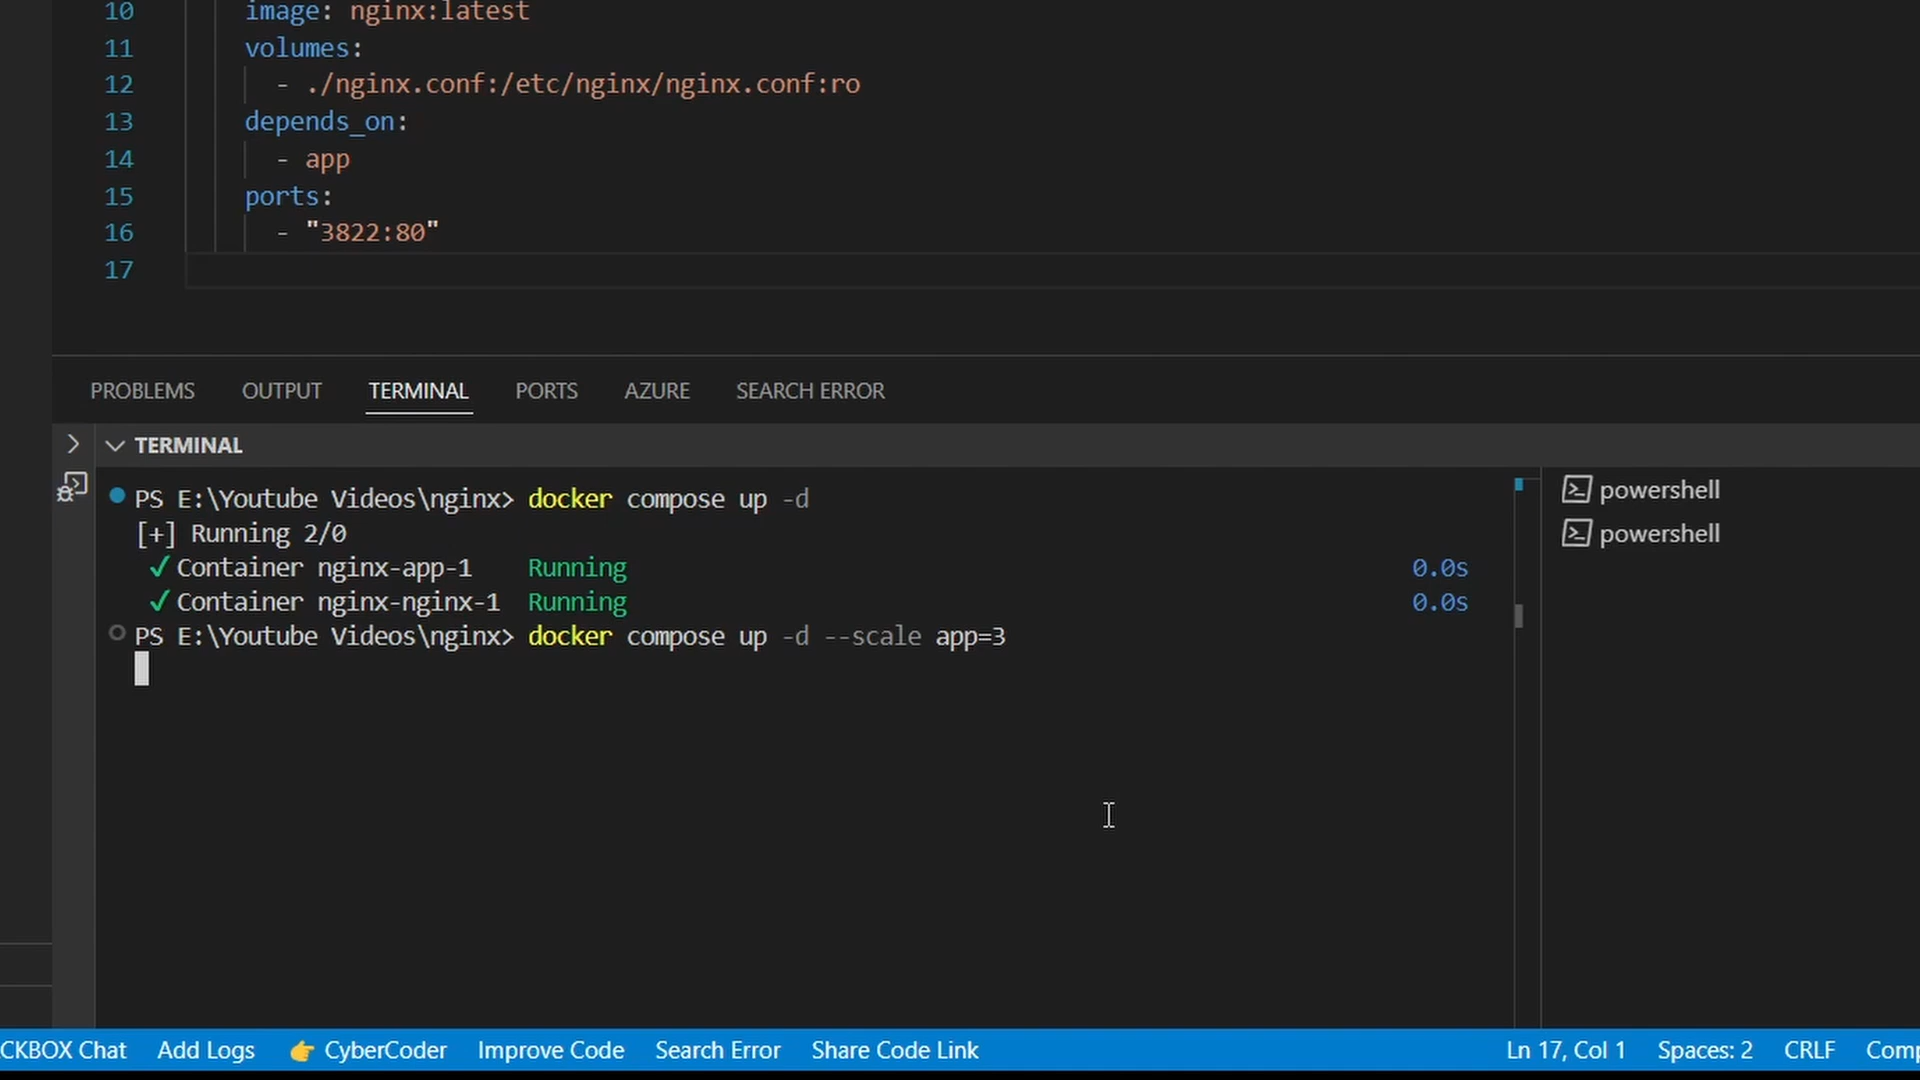 10 image: nginx:latest
11 volumes:
12 - ./nginx.conf:/etc/nginx/nginx.conf:ro
13 depends_on:
14 - app
15 ports:
16 - "3822:80"
17
PROBLEMS OUTPUT TERMINAL PORTS AZURE SEARCH ERROR
TERMINAL
PS E:\Youtube Videos\nginx> docker compose up -d
[+] Running 2/0
✓ Container nginx-app-1 Running 0.0s
✓ Container nginx-nginx-1 Running 0.0s
PS E:\Youtube Videos\nginx> docker compose up -d --scale app=3
powershell
powershell
CKBOX Chat Add Logs 👉 CyberCoder Improve Code Search Error Share Code Link Ln 17, Col 1 Spaces: 2 CRLF Comp